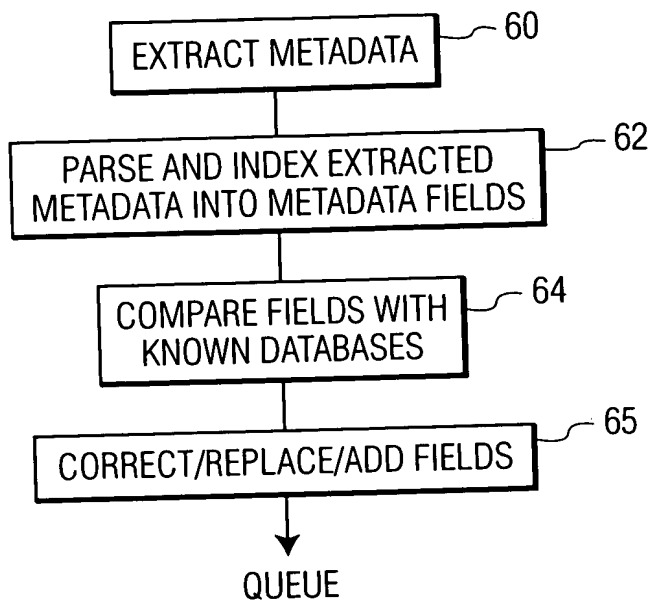 EXTRACT METADATA
60
PARSE AND INDEX EXTRACTED
METADATA INTO METADATA FIELDS
62
COMPARE FIELDS WITH
KNOWN DATABASES
64
CORRECT/REPLACE/ADD FIELDS
65
QUEUE